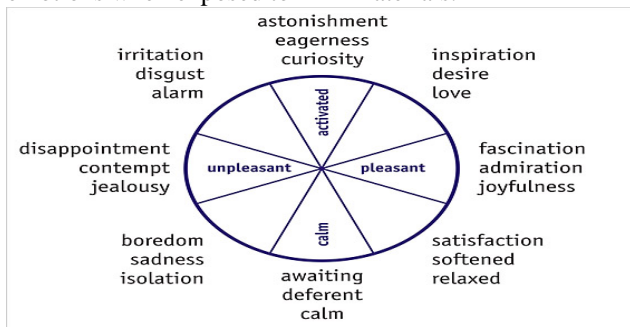 astonishment
eagerness
curiosity
irritation
disgust
alarm
inspiration
desire
love
activated
disappointment
contempt
jealousy
unpleasant
pleasant
fascination
admiration
joyfulness
calm
boredom
sadness
isolation
satisfaction
softened
relaxed
awaiting
deferent
calm